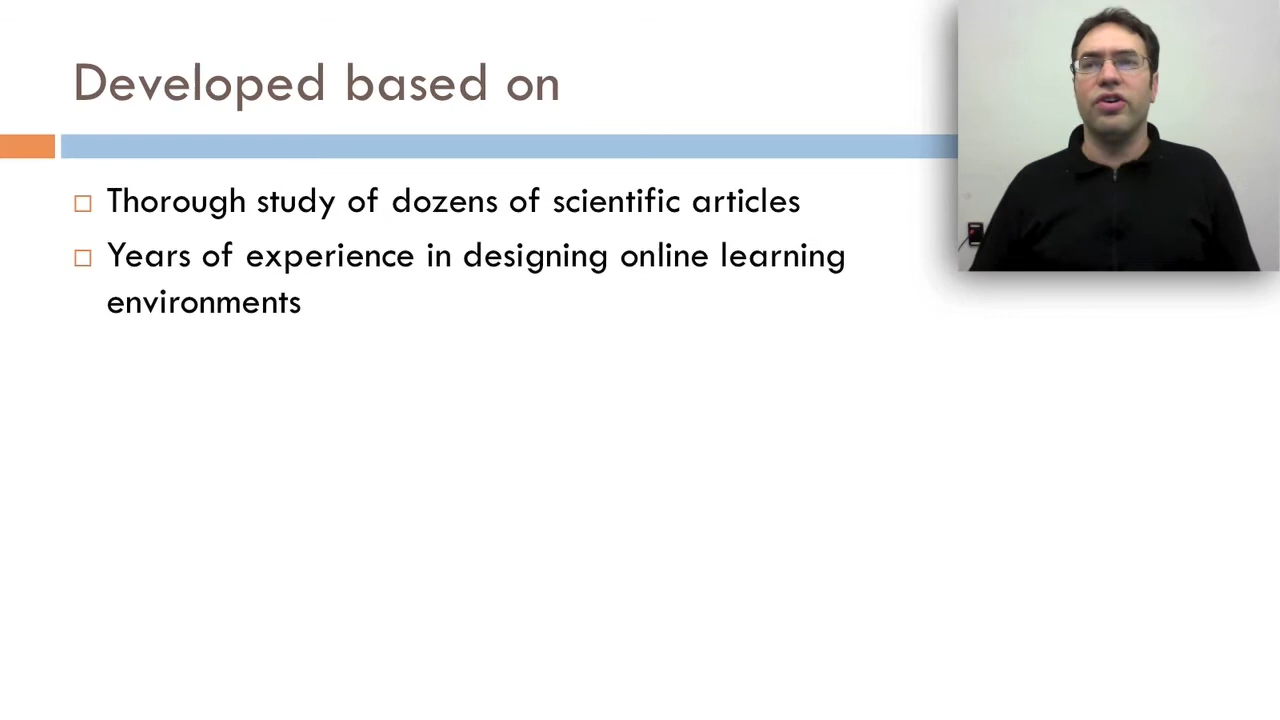 Developed based on
Thorough study of dozens of scientific articles
Years of experience in designing online learning
environments